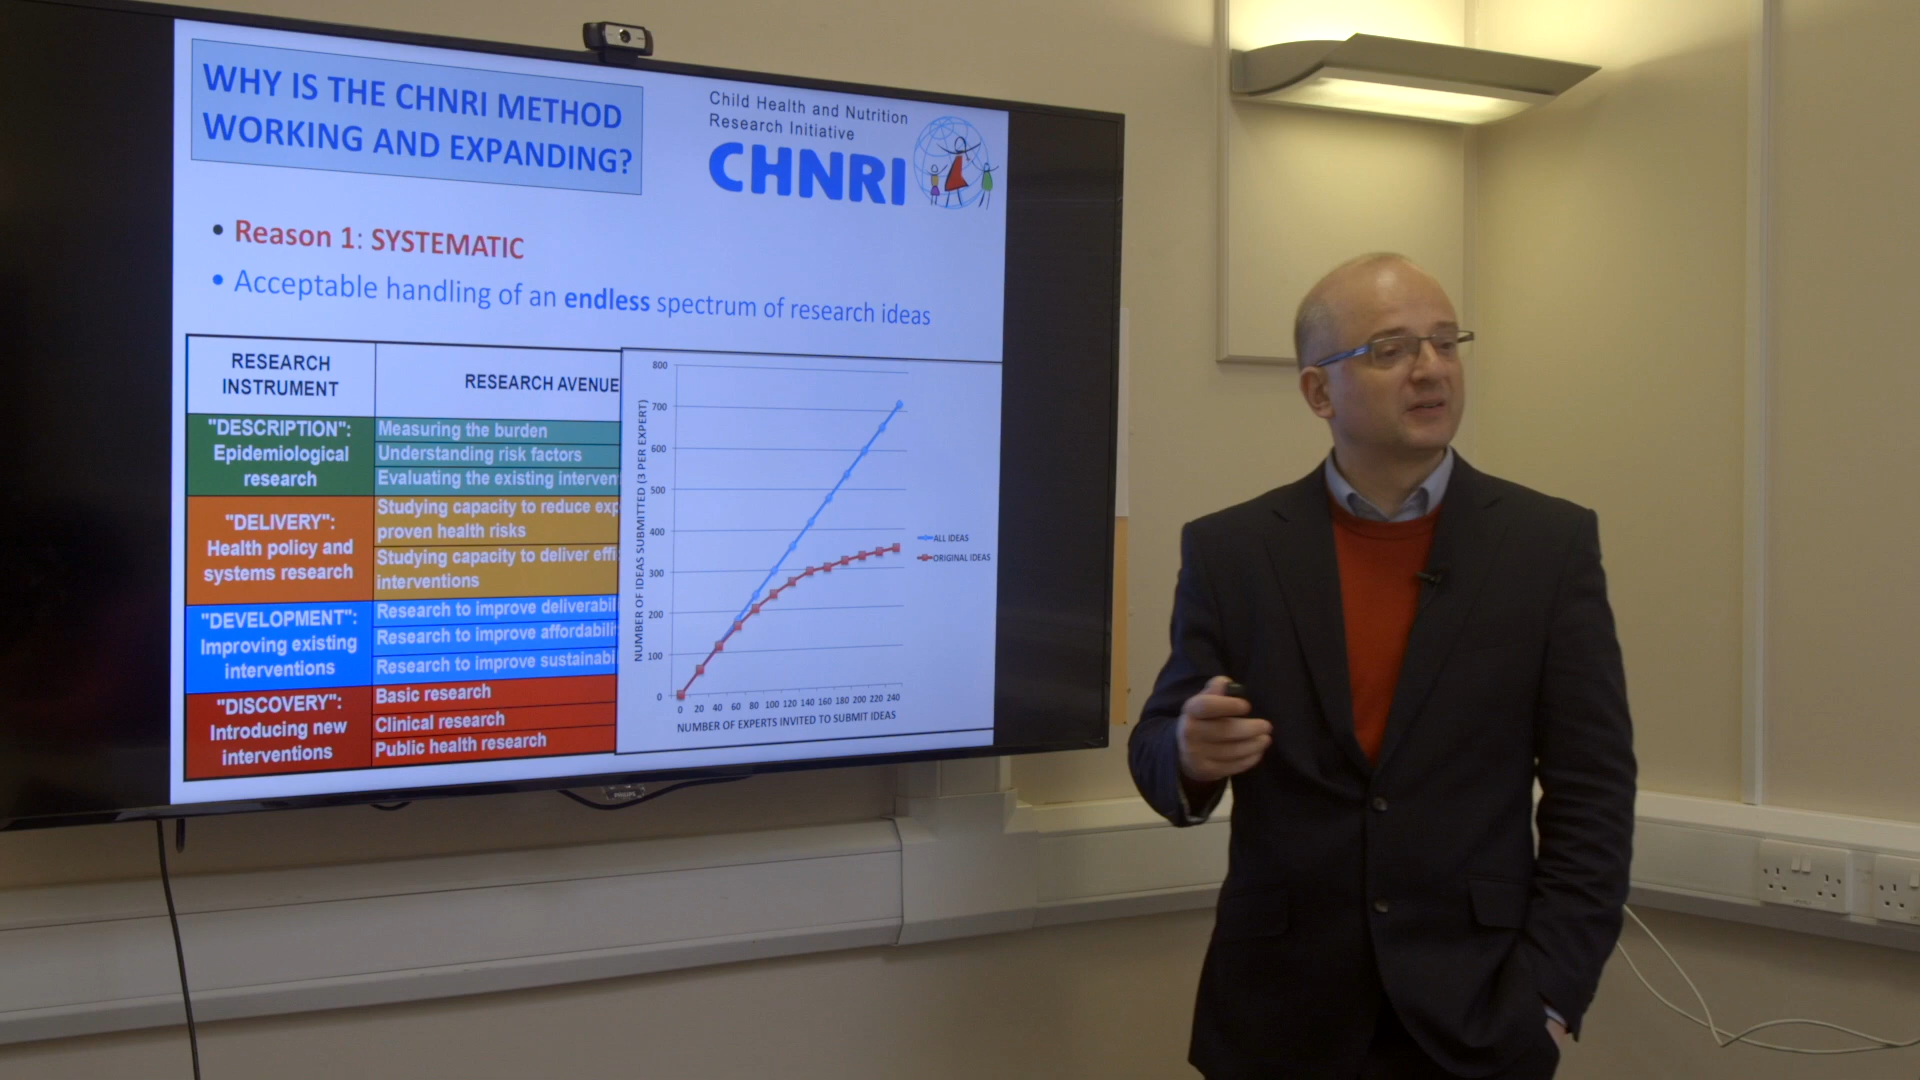 WHY IS THE CHNRI METHOD
WORKING AND EXPANDING?
Child Health and Nutrition
Research Initiative
CHNRI
• Reason 1: SYSTEMATIC
• Acceptable handling of an endless spectrum of research ideas
RESEARCH
INSTRUMENT
RESEARCH AVENUE
"DESCRIPTION":
Epidemiological
research
Measuring the burden
Understanding risk factors
Evaluating the existing interven
"DELIVERY":
Health policy and
systems research
Studying capacity to reduce exp
proven health risks
Studying capacity to deliver effi
interventions
"DEVELOPMENT":
Improving existing
interventions
Research to improve deliverabil
Research to improve affordabilit
Research to improve sustainabi
"DISCOVERY":
Introducing new
interventions
Basic research
Clinical research
Public health research
NUMBER OF IDEAS SUBMITTED (3 PER EXPERT)
800
700
600
500
400
300
200
100
0
0 20 40 60 80 100 120 140 160 180 200 220 240
NUMBER OF EXPERTS INVITED TO SUBMIT IDEAS
ALL IDEAS
ORIGINAL IDEAS
PHILIPS